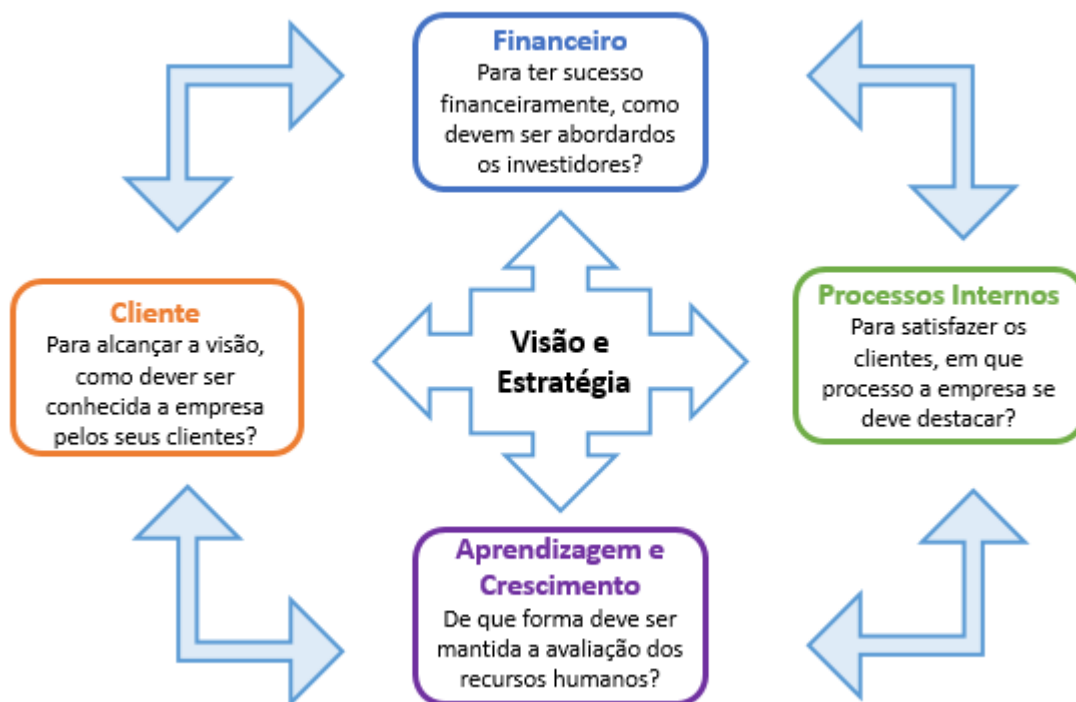 Financeiro
Para ter sucesso
financeiramente, como
devem ser abordardos
os investidores?
Cliente
Para alcançar a visão,
como dever ser
conhecida a empresa
pelos seus clientes?
Visão e
Estratégia
Processos Internos
Para satisfazer os
clientes, em que
processo a empresa se
deve destacar?
Aprendizagem e
Crescimento
De que forma deve ser
mantida a avaliação dos
recursos humanos?